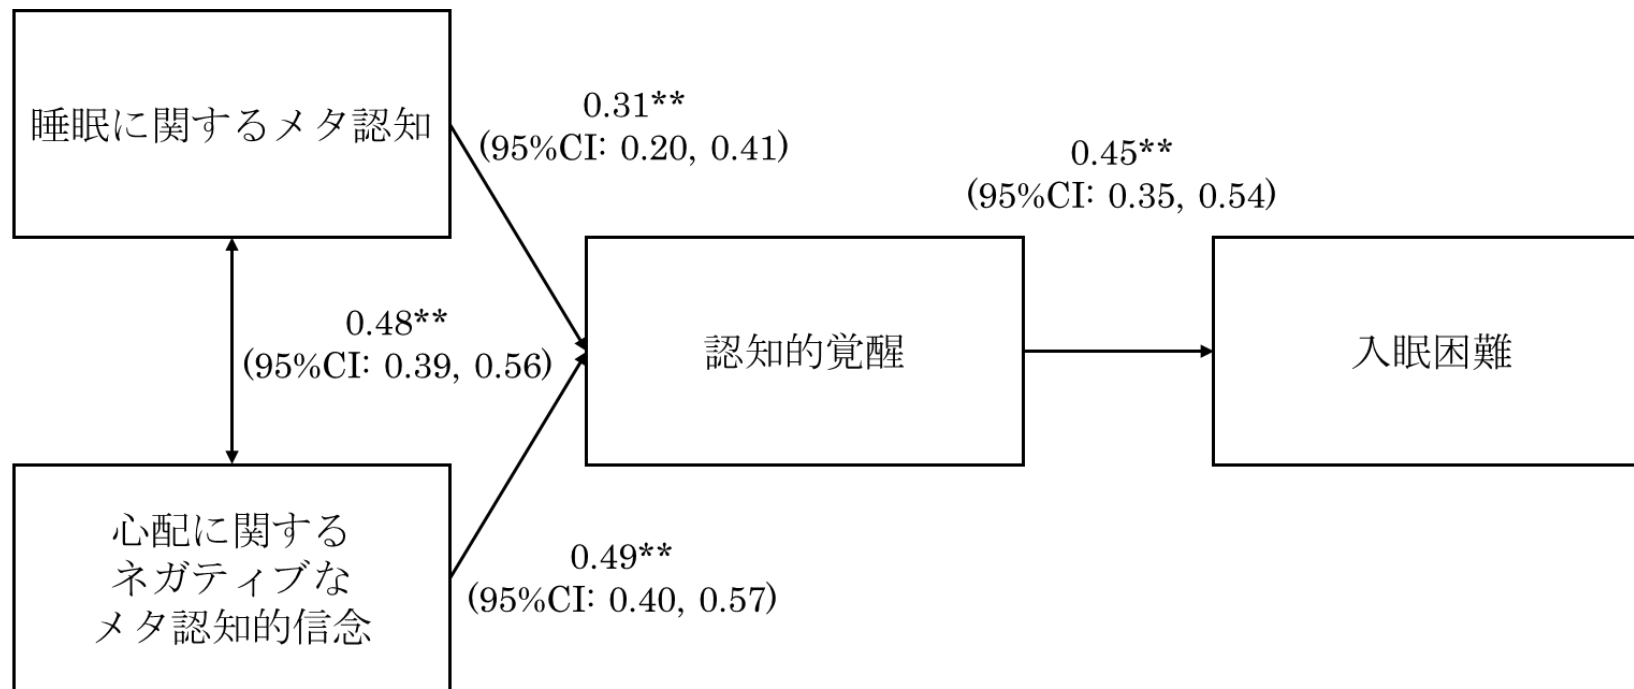 睡眠に関するメタ認知
0.31**
(95%CI: 0.20, 0.41)
0.45**
(95%CI: 0.35, 0.54)
0.48**
(95%CI: 0.39, 0.56)
認知的覚醒
入眠困難
心配に関する
ネガティブな
メタ認知的信念
0.49**
(95%CI: 0.40, 0.57)